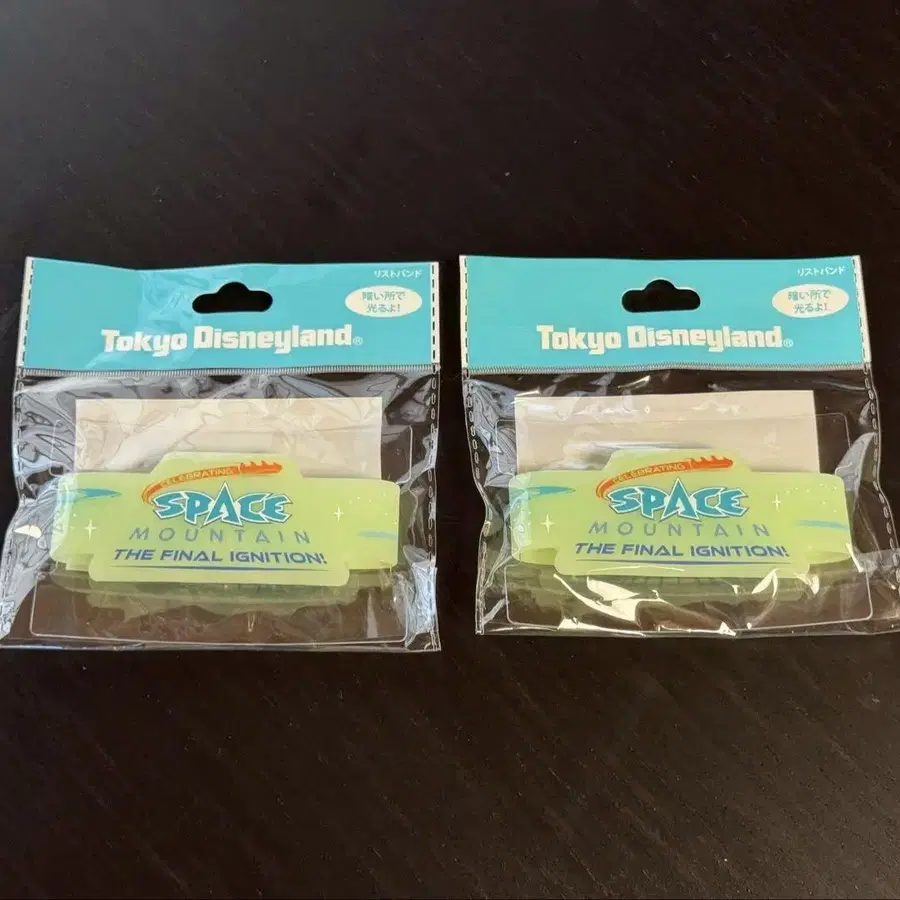 リストバンド
暗い所で
光るよ!
Tokyo Disneyland®
CELEBRATING
SPACE
MOUNTAIN
THE FINAL IGNITION!
リストバンド
暗い所で
光るよ!
Tokyo Disneyland®
CELEBRATING
SPACE
MOUNTAIN
THE FINAL IGNITION!